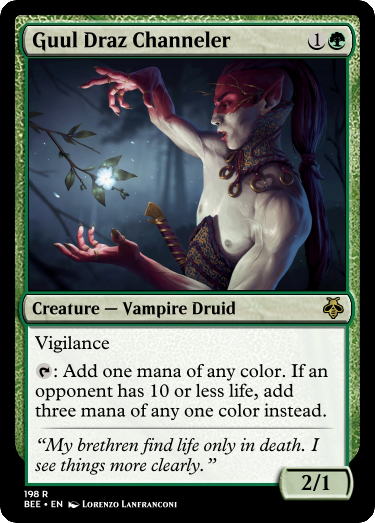 Guul Draz Channeler 1
Creature — Vampire Druid
Vigilance
: Add one mana of any color. If an
opponent has 10 or less life, add
three mana of any one color instead.
“My brethren find life only in death. I
see things more clearly.”
2/1
198 R
BEE • EN Lorenzo Lanfranconi